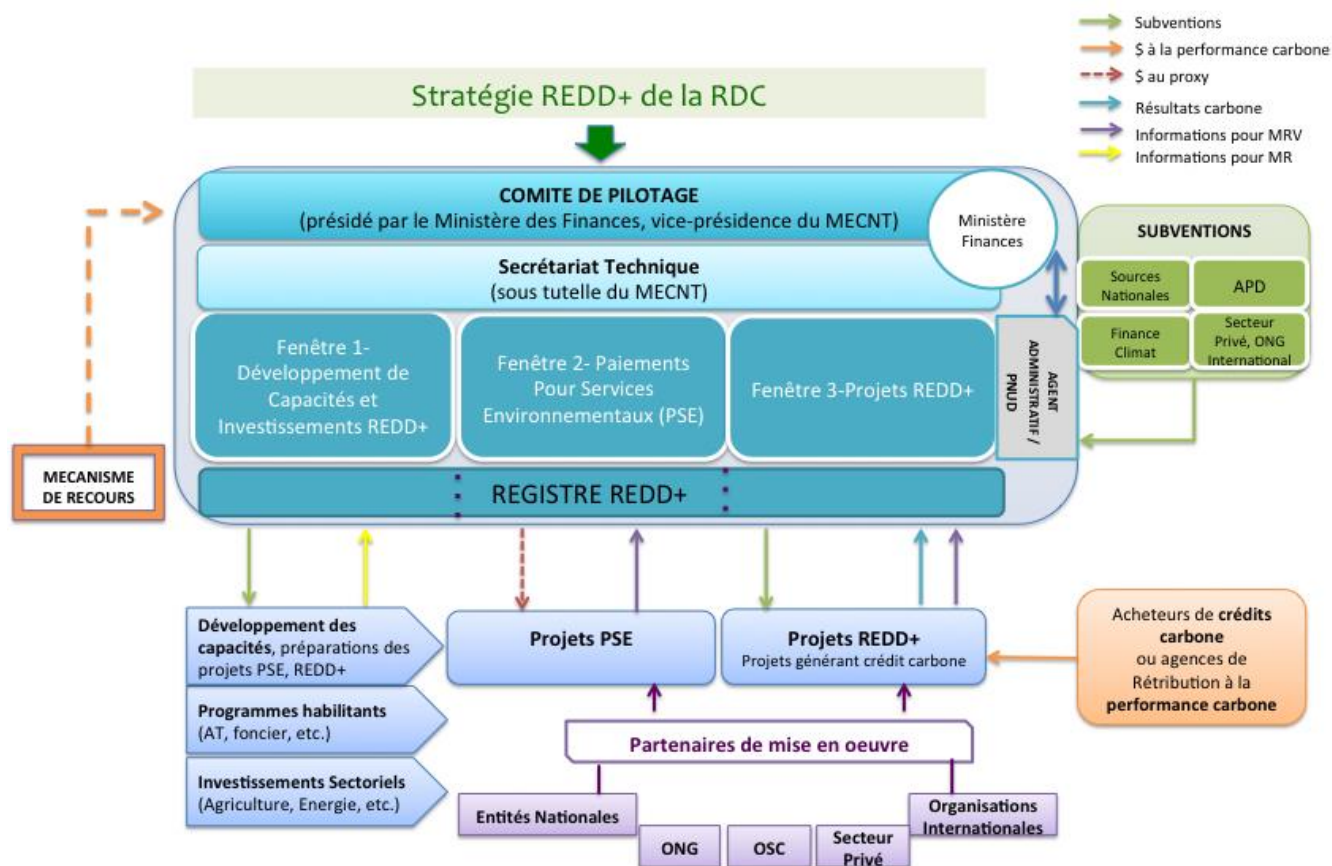 Subventions
$ à la performance carbone
$ au proxy
Résultats carbone
Informations pour MRV
Informations pour MR
Stratégie REDD+ de la RDC
COMITE DE PILOTAGE
(présidé par le Ministère des Finances, vice-présidence du MECNT)
Ministère
Finances
Secrétariat Technique
(sous tutelle du MECNT)
SUBVENTIONS
Sources
Nationales
APD
Finance
Climat
Secteur
Privé, ONG
International
Fenêtre 1-
Développement de
Capacités et
Investissements REDD+
Fenêtre 2- Paiements
Pour Services
Environnementaux (PSE)
Fenêtre 3-Projets REDD+
AGENT
ADMINISTRATIF /
PNUD
MECANISME
DE RECOURS
REGISTRE REDD+
Développement des
capacités, préparations des
projets PSE, REDD+
Programmes habilitants
(AT, foncier, etc.)
Investissements Sectoriels
(Agriculture, Energie, etc.)
Projets PSE
Projets REDD+
Projets générant crédit carbone
Acheteurs de crédits
carbone
ou agences de
Rétribution à la
performance carbone
Partenaires de mise en oeuvre
Entités Nationales
ONG
OSC
Secteur
Privé
Organisations
Internationales